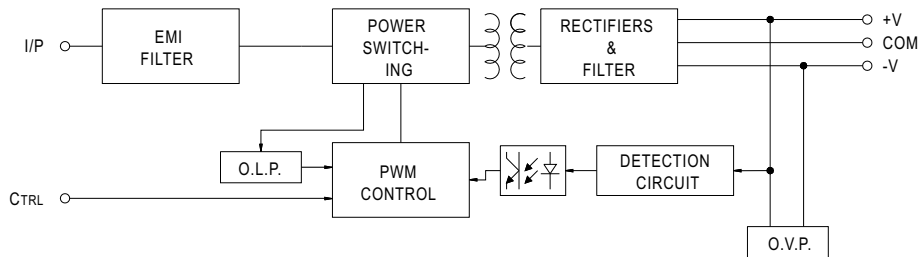 I/P
EMI
FILTER
POWER
SWITCH-
ING
RECTIFIERS
&
FILTER
+V
COM
-V
O.L.P.
PWM
CONTROL
DETECTION
CIRCUIT
CTRL
O.V.P.